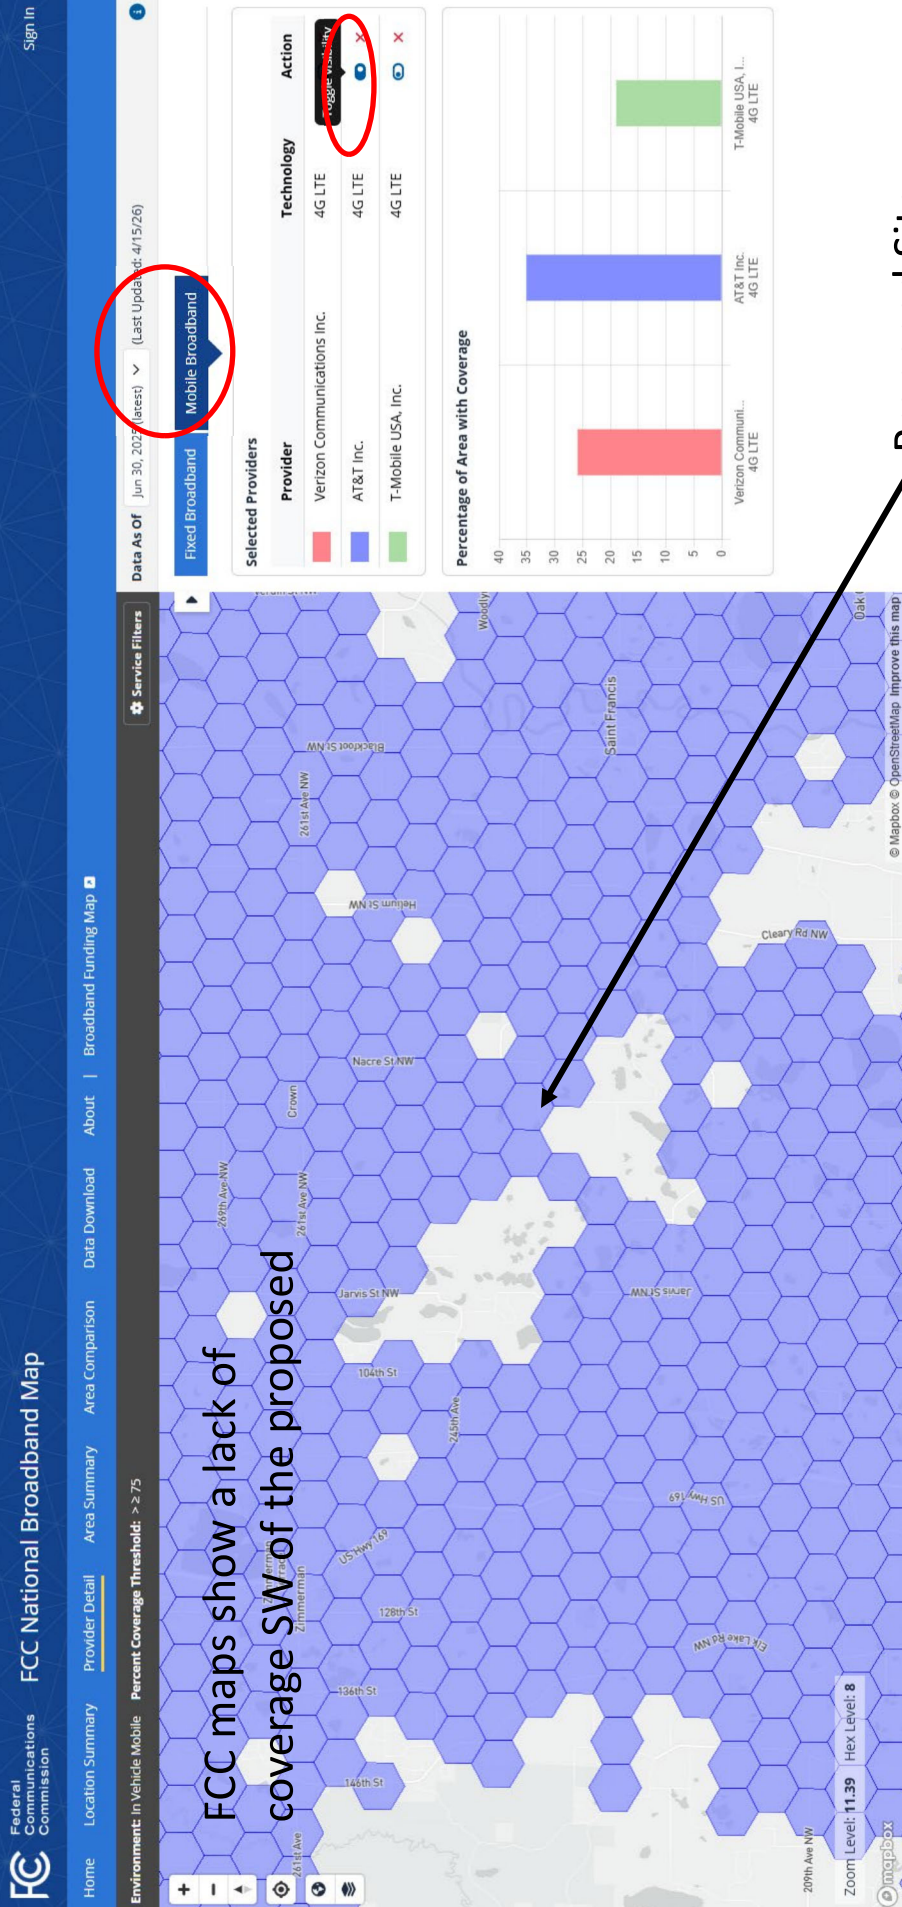 Federal
Communications
Commission
FCC National Broadband Map
Sign In
Home
Location Summary
Provider Detail
Area Summary
Area Comparison
Data Download
About
|
Broadband Funding Map
Environment: In Vehicle Mobile Percent Coverage Threshold: > ≥ 75
Service Filters
Data As Of
Jun 30, 2025 (latest)
(Last Updated: 4/15/26)
Fixed Broadband
Mobile Broadband
Selected Providers
Provider
Technology
Action
Verizon Communications Inc.
4G LTE
Toggle visibility
AT&T Inc.
4G LTE
T-Mobile USA, Inc.
4G LTE
Percentage of Area with Coverage
40
35
30
25
20
15
10
5
0
Verizon Communi...
4G LTE
AT&T Inc.
4G LTE
T-Mobile USA, I...
4G LTE
FCC maps show a lack of
coverage SW of the proposed
269th Ave NW
Crown
261st Ave NW
261st Ave NW
Blackfoot St NW
Helium St NW
Nacre St NW
Jarvis St NW
104th St
245th Ave
US Hwy 169
Zimmerman
Zimmerman
128th St
136th St
146th St
261st Ave
Saint Francis
Cleary Rd NW
Jarvis St NW
US Hwy 169
Elk Lake Rd NW
209th Ave NW
Zoom Level: 11.39 Hex Level: 8
mapbox
© Mapbox © OpenStreetMap Improve this map